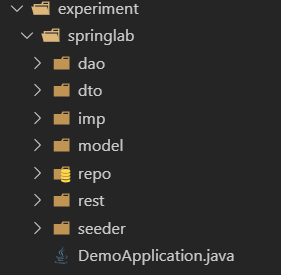 experiment
springlab
dao
dto
imp
model
repo
rest
seeder
DemoApplication.java